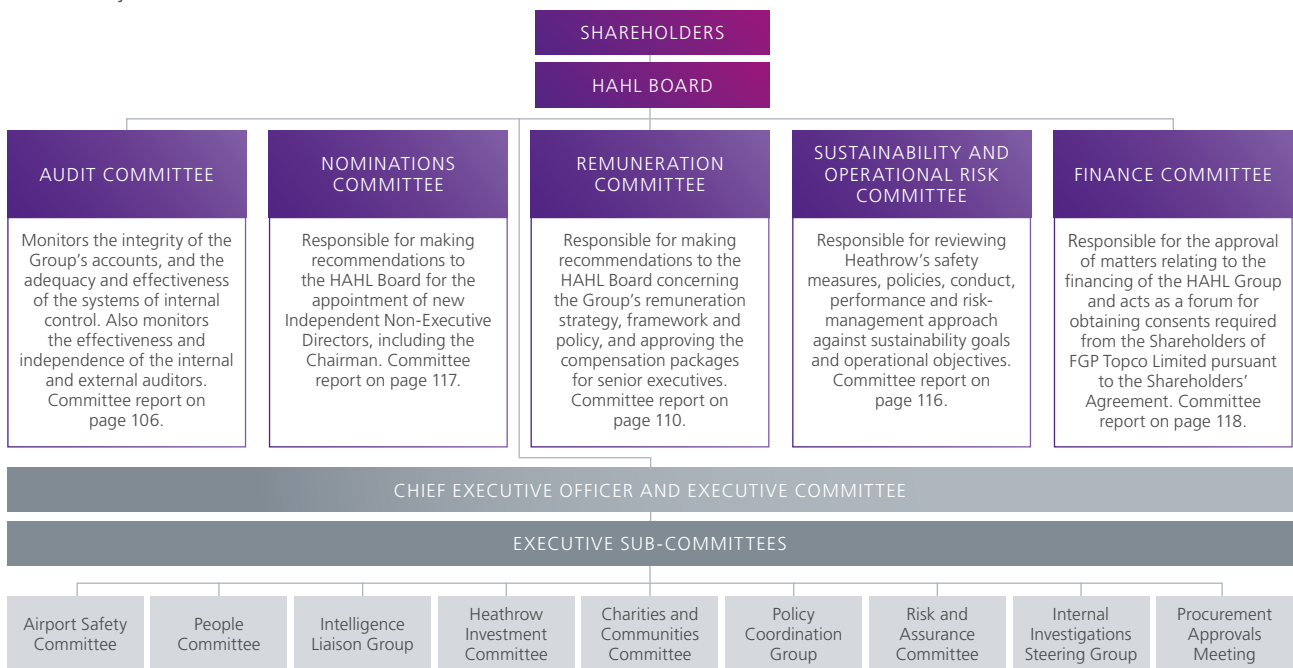 SHAREHOLDERS
HAHL BOARD
AUDIT COMMITTEE
Monitors the integrity of the
Group's accounts, and the
adequacy and effectiveness
of the systems of internal
control. Also monitors
the effectiveness and
independence of the internal
and external auditors.
Committee report on
page 106.
NOMINATIONS
COMMITTEE
Responsible for making
recommendations to
the HAHL Board for the
appointment of new
Independent Non-Executive
Directors, including the
Chairman. Committee
report on page 117.
REMUNERATION
COMMITTEE
Responsible for making
recommendations to the
HAHL Board concerning
the Group's remuneration
strategy, framework and
policy, and approving the
compensation packages
for senior executives.
Committee report on
page 110.
SUSTAINABILITY AND
OPERATIONAL RISK
COMMITTEE
Responsible for reviewing
Heathrow's safety
measures, policies, conduct,
performance and risk-
management approach
against sustainability goals
and operational objectives.
Committee report on
page 116.
FINANCE COMMITTEE
Responsible for the approval
of matters relating to the
financing of the HAHL Group
and acts as a forum for
obtaining consents required
from the Shareholders of
FGP Topco Limited pursuant
to the Shareholders'
Agreement. Committee
report on page 118.
CHIEF EXECUTIVE OFFICER AND EXECUTIVE COMMITTEE
EXECUTIVE SUB-COMMITTEES
Airport Safety
Committee
People
Committee
Intelligence
Liaison Group
Heathrow
Investment
Committee
Charities and
Communities
Committee
Policy
Coordination
Group
Risk and
Assurance
Committee
Internal
Investigations
Steering Group
Procurement
Approvals
Meeting